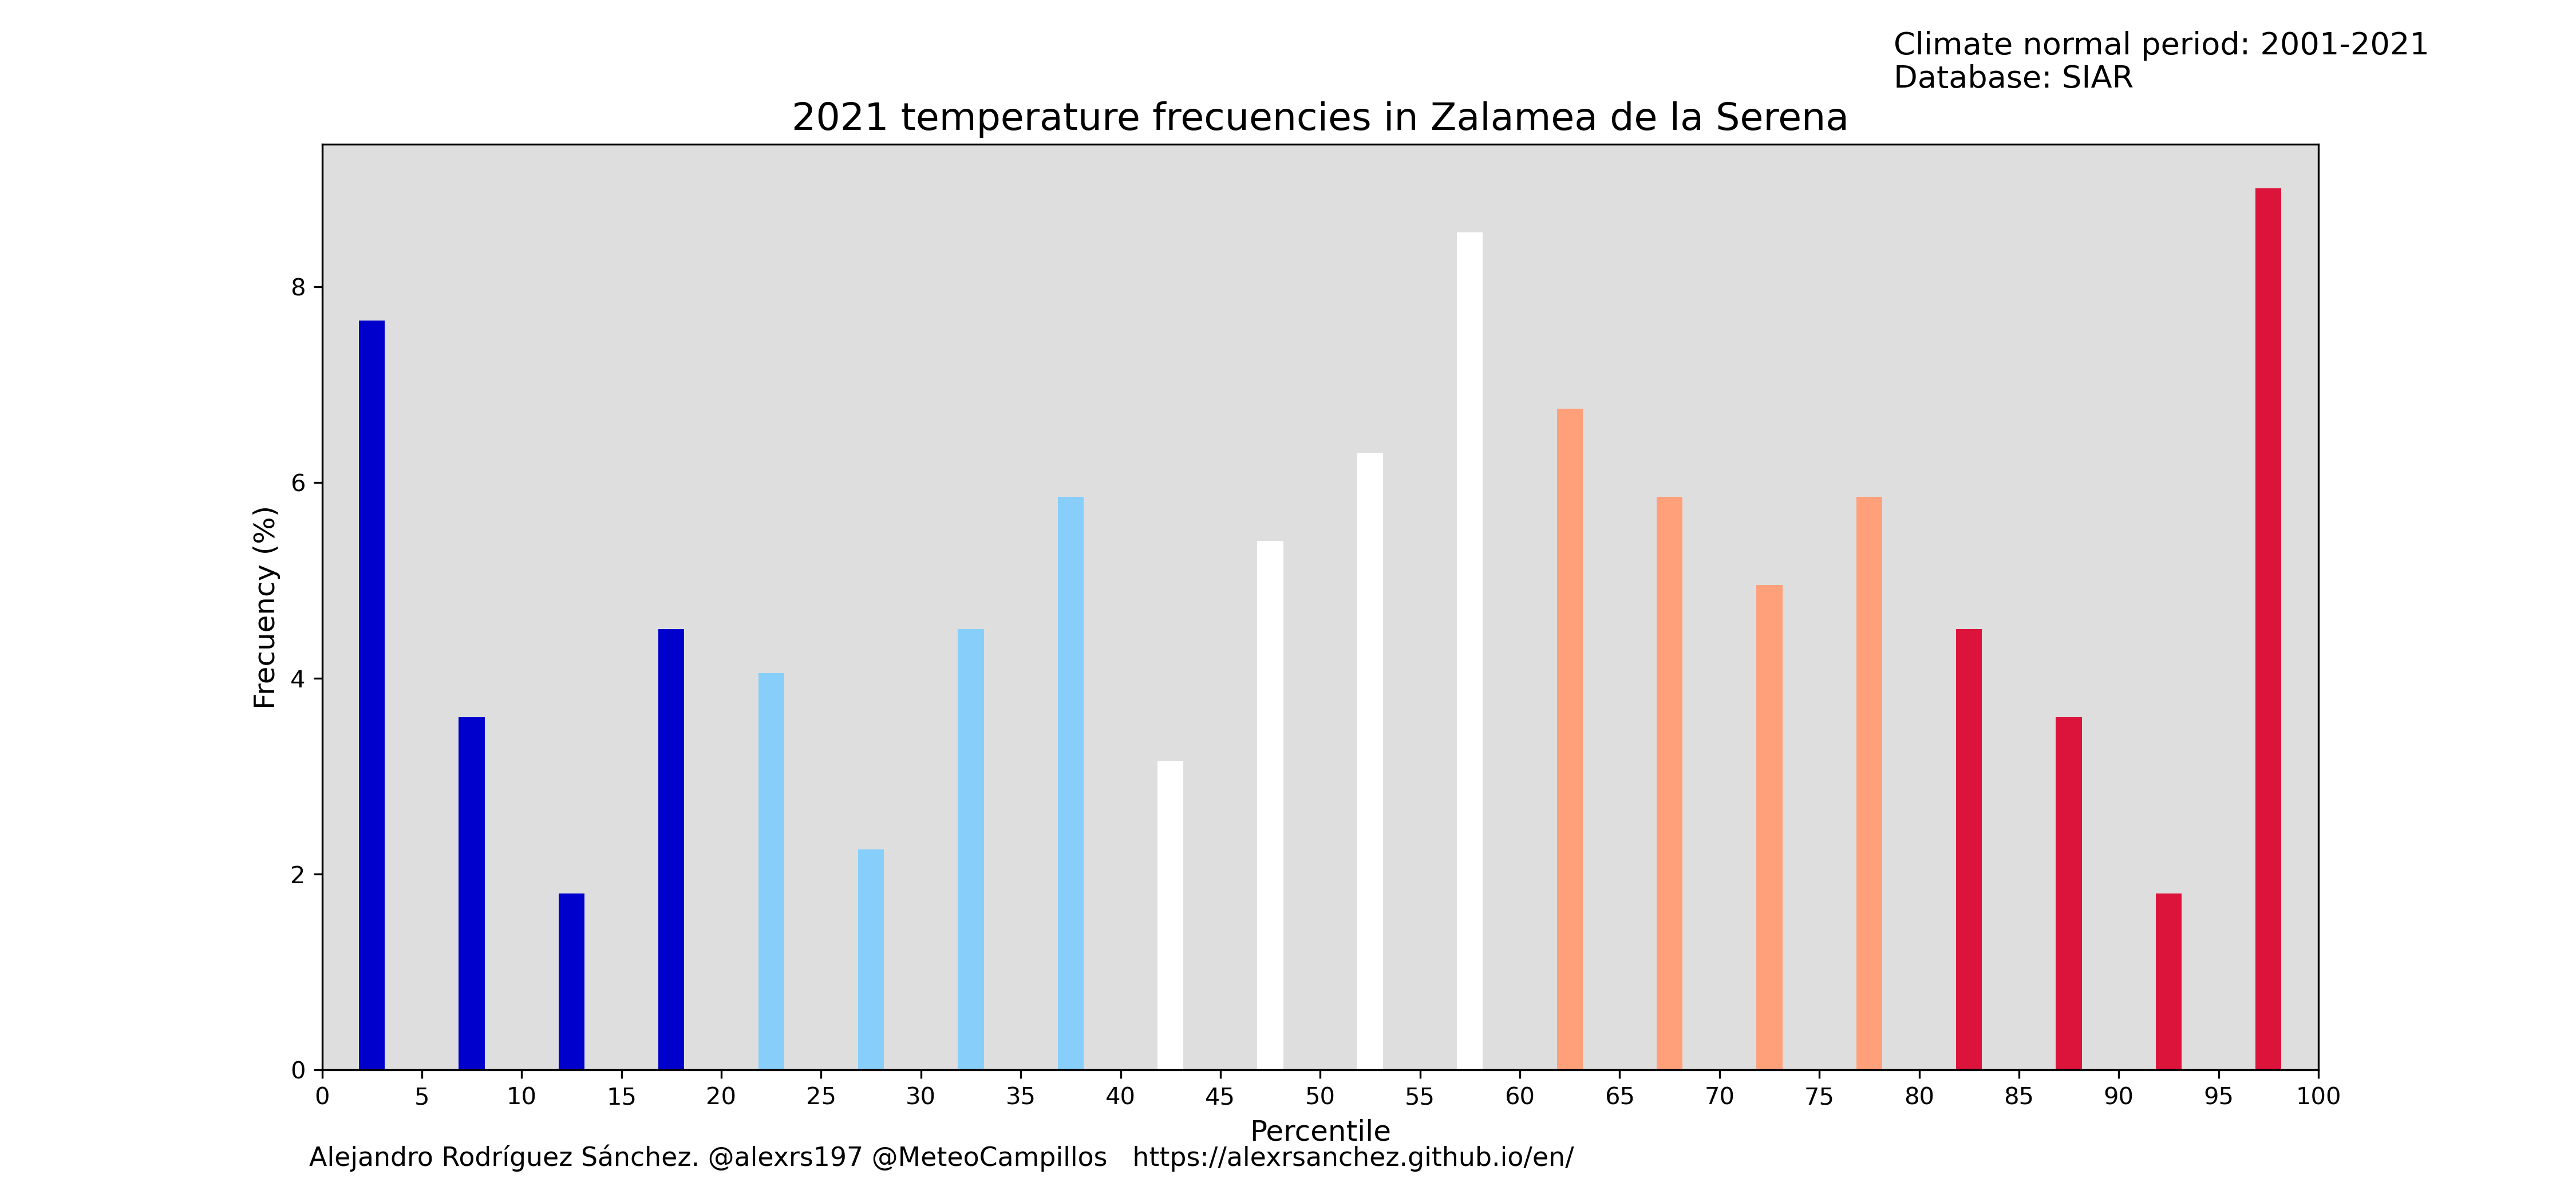 Climate normal period: 2001-2021
Database: SIAR
2021 temperature frecuencies in Zalamea de la Serena
Frecuency (%)
8
6
4
2
0
0 5 10 15 20 25 30 35 40 45 50 55 60 65 70 75 80 85 90 95 100
Percentile
Alejandro Rodríguez Sánchez. @alexrs197 @MeteoCampillos https://alexrsanchez.github.io/en/